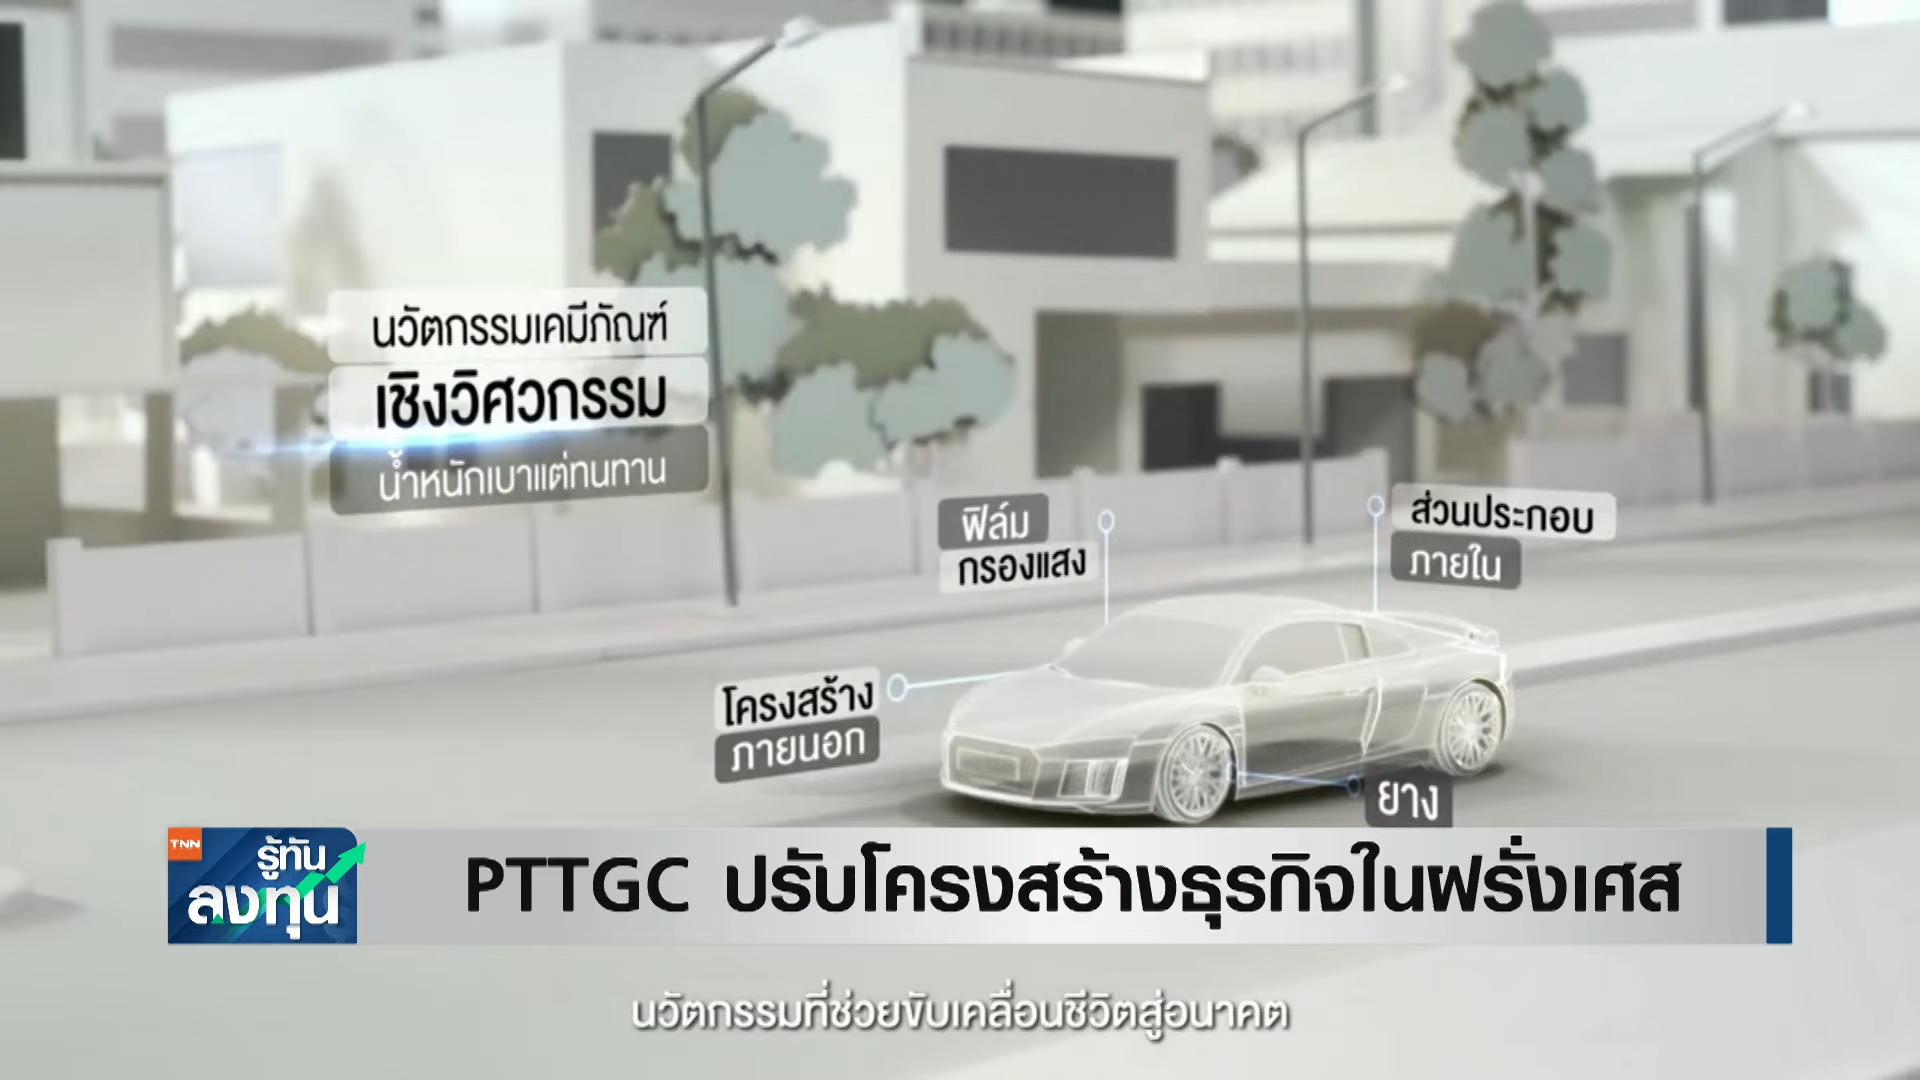 นวัตกรรมเคมีภัณฑ์
เชิงวิศวกรรม
น้ำหนักเบาแต่ทนทาน
ฟิล์ม
กรองแสง
ส่วนประกอบ
ภายใน
โครงสร้าง
ภายนอก
ยาง
TNN
รู้ทัน
ลงทุน
PTTGC ปรับโครงสร้างธุรกิจในฝรั่งเศส
นวัตกรรมที่ช่วยขับเคลื่อนชีวิตสู่อนาคต